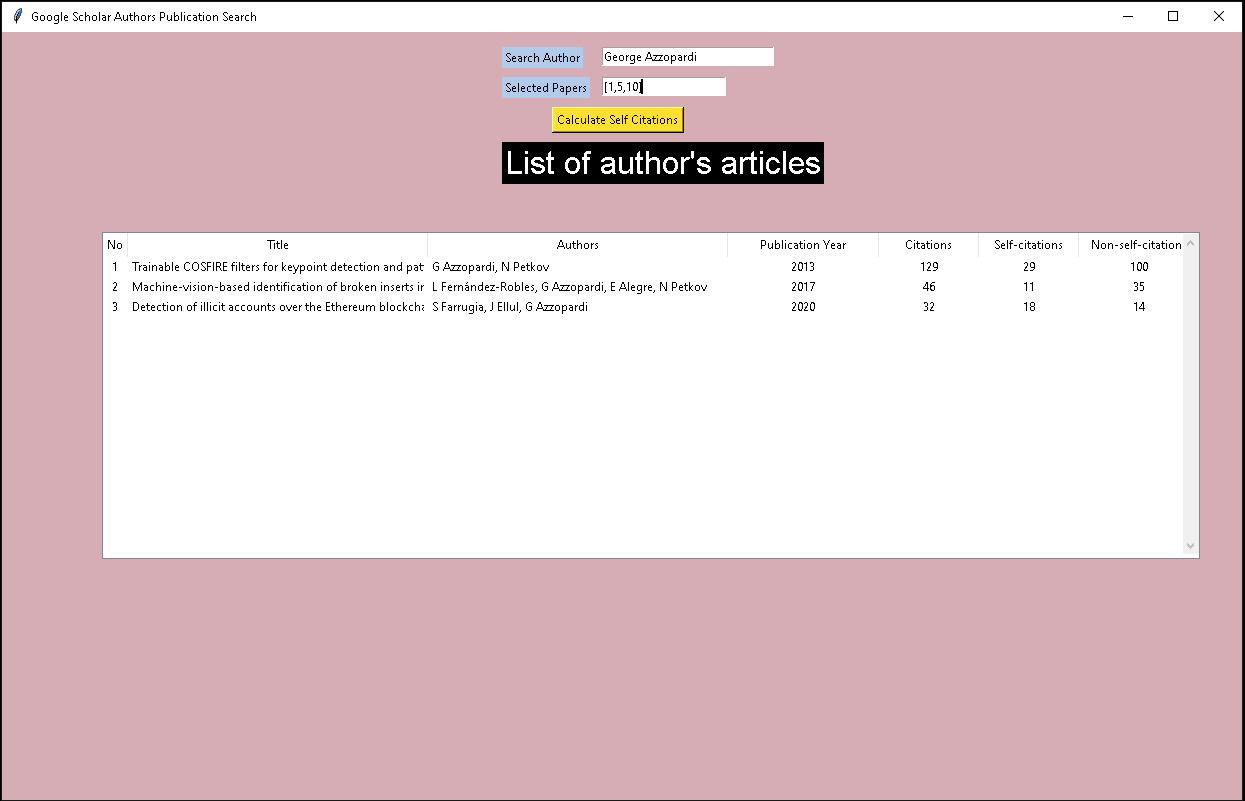 Google Scholar Authors Publication Search
Search Author George Azzopardi
Selected Papers [1,5,10]
Calculate Self Citations
List of author's articles
No Title Authors Publication Year Citations Self-citations Non-self-citation
1 Trainable COSFIRE filters for keypoint detection and pat G Azzopardi, N Petkov 2013 129 29 100
2 Machine-vision-based identification of broken inserts ir L Fernández-Robles, G Azzopardi, E Alegre, N Petkov 2017 46 11 35
3 Detection of illicit accounts over the Ethereum blockcha S Farrugia, J Ellul, G Azzopardi 2020 32 18 14